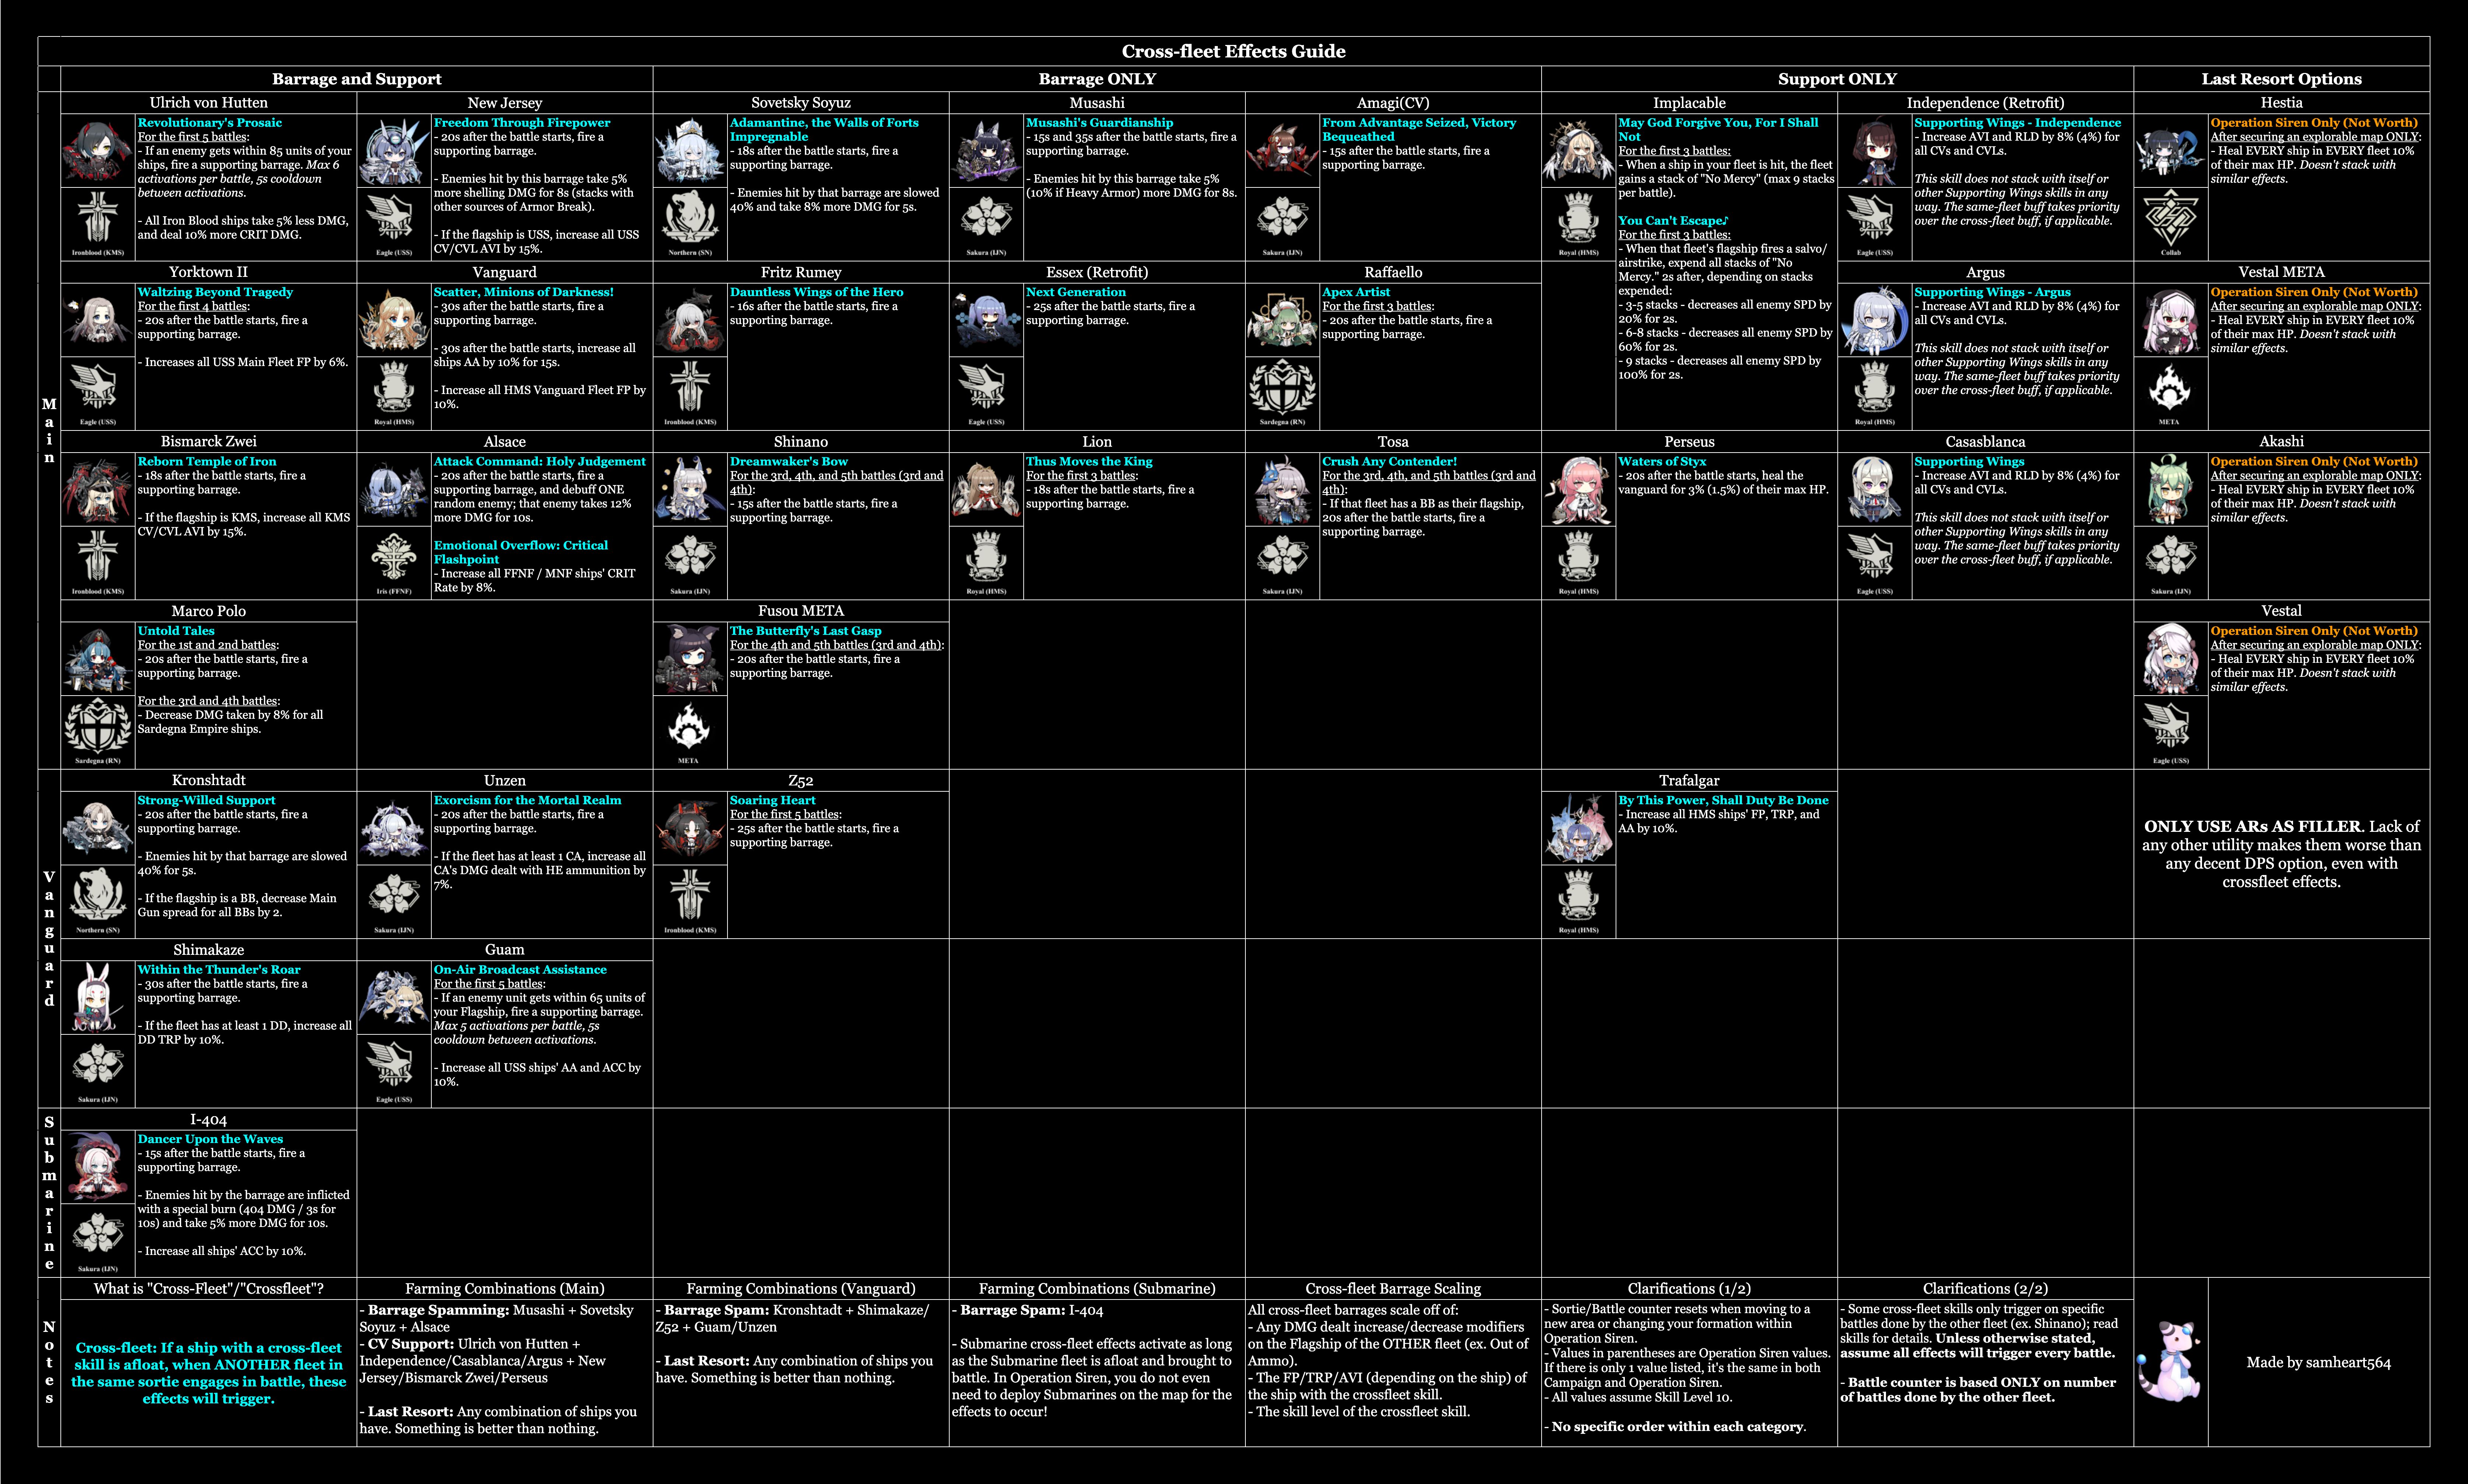 Cross-fleet Effects Guide
Barrage and Support
Barrage ONLY
Support ONLY
Last Resort Options
Main
Ulrich von Hutten
Revolutionary's Prosaic
For the first 5 battles:
- If an enemy gets within 85 units of your
ships, fire a supporting barrage. Max 6
activations per battle, 5s cooldown
between activations.
- All Iron Blood ships take 5% less DMG,
and deal 10% more CRIT DMG.
Ironblood (KMS)
New Jersey
Freedom Through Firepower
- 20s after the battle starts, fire a
supporting barrage.
- Enemies hit by this barrage take 5%
more shelling DMG for 8s (stacks with
other sources of Armor Break).
- If the flagship is USS, increase all USS
CV/CVL AVI by 15%.
Eagle (USS)
Sovetsky Soyuz
Adamantine, the Walls of Forts
Impregnable
- 18s after the battle starts, fire a
supporting barrage.
- Enemies hit by that barrage are slowed
40% and take 8% more DMG for 5s.
Northern (SN)
Musashi
Musashi's Guardianship
- 15s and 35s after the battle starts, fire a
supporting barrage.
- Enemies hit by this barrage take 5%
(10% if Heavy Armor) more DMG for 8s.
Sakura (IJN)
Amagi(CV)
From Advantage Seized, Victory
Bequeathed
- 15s after the battle starts, fire a
supporting barrage.
Sakura (IJN)
Implacable
May God Forgive You, For I Shall
Not
For the first 3 battles:
- When a ship in your fleet is hit, the fleet
gains a stack of "No Mercy" (max 9 stacks
per battle).
You Can't Escape♪
For the first 3 battles:
- When that fleet's flagship fires a salvo/
airstrike, expend all stacks of "No
Mercy." 2s after, depending on stacks
expended:
- 3-5 stacks - decreases all enemy SPD by
20% for 2s.
- 6-8 stacks - decreases all enemy SPD by
60% for 2s.
- 9 stacks - decreases all enemy SPD by
100% for 2s.
Royal (HMS)
Independence (Retrofit)
Supporting Wings - Independence
- Increase AVI and RLD by 8% (4%) for
all CVs and CVLs.
This skill does not stack with itself or
other Supporting Wings skills in any
way. The same-fleet buff takes priority
over the cross-fleet buff, if applicable.
Eagle (USS)
Hestia
Operation Siren Only (Not Worth)
After securing an explorable map ONLY:
- Heal EVERY ship in EVERY fleet 10%
of their max HP. Doesn't stack with
similar effects.
Collab
Yorktown II
Waltzing Beyond Tragedy
For the first 4 battles:
- 20s after the battle starts, fire a
supporting barrage.
- Increases all USS Main Fleet FP by 6%.
Eagle (USS)
Vanguard
Scatter, Minions of Darkness!
- 30s after the battle starts, fire a
supporting barrage.
- 30s after the battle starts, increase all
ships AA by 10% for 15s.
- Increase all HMS Vanguard Fleet FP by
10%.
Royal (HMS)
Fritz Rumey
Dauntless Wings of the Hero
- 16s after the battle starts, fire a
supporting barrage.
Ironblood (KMS)
Essex (Retrofit)
Next Generation
- 25s after the battle starts, fire a
supporting barrage.
Eagle (USS)
Raffaello
Apex Artist
For the first 3 battles:
- 20s after the battle starts, fire a
supporting barrage.
Sardegna (RN)
Argus
Supporting Wings - Argus
- Increase AVI and RLD by 8% (4%) for
all CVs and CVLs.
This skill does not stack with itself or
other Supporting Wings skills in any
way. The same-fleet buff takes priority
over the cross-fleet buff, if applicable.
Royal (HMS)
Vestal META
Operation Siren Only (Not Worth)
After securing an explorable map ONLY:
- Heal EVERY ship in EVERY fleet 10%
of their max HP. Doesn't stack with
similar effects.
META
Bismarck Zwei
Reborn Temple of Iron
- 18s after the battle starts, fire a
supporting barrage.
- If the flagship is KMS, increase all KMS
CV/CVL AVI by 15%.
Ironblood (KMS)
Alsace
Attack Command: Holy Judgement
- 20s after the battle starts, fire a
supporting barrage, and debuff ONE
random enemy; that enemy takes 12%
more DMG for 10s.
Emotional Overflow: Critical
Flashpoint
- Increase all FFNF / MNF ships' CRIT
Rate by 8%.
Iris (FFNF)
Shinano
Dreamwaker's Bow
For the 3rd, 4th, and 5th battles (3rd and
4th):
- 15s after the battle starts, fire a
supporting barrage.
Sakura (IJN)
Lion
Thus Moves the King
For the first 3 battles:
- 18s after the battle starts, fire a
supporting barrage.
Royal (HMS)
Tosa
Crush Any Contender!
For the 3rd, 4th, and 5th battles (3rd and
4th):
- If that fleet has a BB as their flagship,
20s after the battle starts, fire a
supporting barrage.
Sakura (IJN)
Perseus
Waters of Styx
- 20s after the battle starts, heal the
vanguard for 3% (1.5%) of their max HP.
Royal (HMS)
Casasblanca
Supporting Wings
- Increase AVI and RLD by 8% (4%) for
all CVs and CVLs.
This skill does not stack with itself or
other Supporting Wings skills in any
way. The same-fleet buff takes priority
over the cross-fleet buff, if applicable.
Eagle (USS)
Akashi
Operation Siren Only (Not Worth)
After securing an explorable map ONLY:
- Heal EVERY ship in EVERY fleet 10%
of their max HP. Doesn't stack with
similar effects.
Sakura (IJN)
Marco Polo
Untold Tales
For the 1st and 2nd battles:
- 20s after the battle starts, fire a
supporting barrage.
For the 3rd and 4th battles:
- Decrease DMG taken by 8% for all
Sardegna Empire ships.
Sardegna (RN)
Fusou META
The Butterfly's Last Gasp
For the 4th and 5th battles (3rd and 4th):
- 20s after the battle starts, fire a
supporting barrage.
META
Vestal
Operation Siren Only (Not Worth)
After securing an explorable map ONLY:
- Heal EVERY ship in EVERY fleet 10%
of their max HP. Doesn't stack with
similar effects.
Eagle (USS)
Vanguard
Kronshtadt
Strong-Willed Support
- 20s after the battle starts, fire a
supporting barrage.
- Enemies hit by that barrage are slowed
40% for 5s.
- If the flagship is a BB, decrease Main
Gun spread for all BBs by 2.
Northern (SN)
Unzen
Exorcism for the Mortal Realm
- 20s after the battle starts, fire a
supporting barrage.
- If the fleet has at least 1 CA, increase all
CA's DMG dealt with HE ammunition by
7%.
Sakura (IJN)
Z52
Soaring Heart
For the first 5 battles:
- 25s after the battle starts, fire a
supporting barrage.
Ironblood (KMS)
Trafalgar
By This Power, Shall Duty Be Done
- Increase all HMS ships' FP, TRP, and
AA by 10%.
Royal (HMS)
ONLY USE ARs AS FILLER. Lack of
any other utility makes them worse than
any decent DPS option, even with
crossfleet effects.
Shimakaze
Within the Thunder's Roar
- 30s after the battle starts, fire a
supporting barrage.
- If the fleet has at least 1 DD, increase all
DD TRP by 10%.
Sakura (IJN)
Guam
On-Air Broadcast Assistance
For the first 5 battles:
- If an enemy unit gets within 65 units of
your Flagship, fire a supporting barrage.
Max 5 activations per battle, 5s
cooldown between activations.
- Increase all USS ships' AA and ACC by
10%.
Eagle (USS)
Submarine
I-404
Dancer Upon the Waves
- 15s after the battle starts, fire a
supporting barrage.
- Enemies hit by the barrage are inflicted
with a special burn (404 DMG / 3s for
10s) and take 5% more DMG for 10s.
- Increase all ships' ACC by 10%.
Sakura (IJN)
Notes
What is "Cross-Fleet"/"Crossfleet"?
Cross-fleet: If a ship with a cross-fleet
skill is afloat, when ANOTHER fleet in
the same sortie engages in battle, these
effects will trigger.
Farming Combinations (Main)
- Barrage Spamming: Musashi + Sovetsky
Soyuz + Alsace
- CV Support: Ulrich von Hutten +
Independence/Casablanca/Argus + New
Jersey/Bismarck Zwei/Perseus
- Last Resort: Any combination of ships you
have. Something is better than nothing.
Farming Combinations (Vanguard)
- Barrage Spam: Kronshtadt + Shimakaze/
Z52 + Guam/Unzen
- Last Resort: Any combination of ships you
have. Something is better than nothing.
Farming Combinations (Submarine)
- Barrage Spam: I-404
- Submarine cross-fleet effects activate as long
as the Submarine fleet is afloat and brought to
battle. In Operation Siren, you do not even
need to deploy Submarines on the map for the
effects to occur!
Cross-fleet Barrage Scaling
All cross-fleet barrages scale off of:
- Any DMG dealt increase/decrease modifiers
on the Flagship of the OTHER fleet (ex. Out of
Ammo).
- The FP/TRP/AVI (depending on the ship) of
the ship with the crossfleet skill.
- The skill level of the crossfleet skill.
Clarifications (1/2)
- Sortie/Battle counter resets when moving to a
new area or changing your formation within
Operation Siren.
- Values in parentheses are Operation Siren values.
If there is only 1 value listed, it's the same in both
Campaign and Operation Siren.
- All values assume Skill Level 10.
- No specific order within each category.
Clarifications (2/2)
- Some cross-fleet skills only trigger on specific
battles done by the other fleet (ex. Shinano); read
skills for details. Unless otherwise stated,
assume all effects will trigger every battle.
- Battle counter is based ONLY on number
of battles done by the other fleet.
Made by samheart564